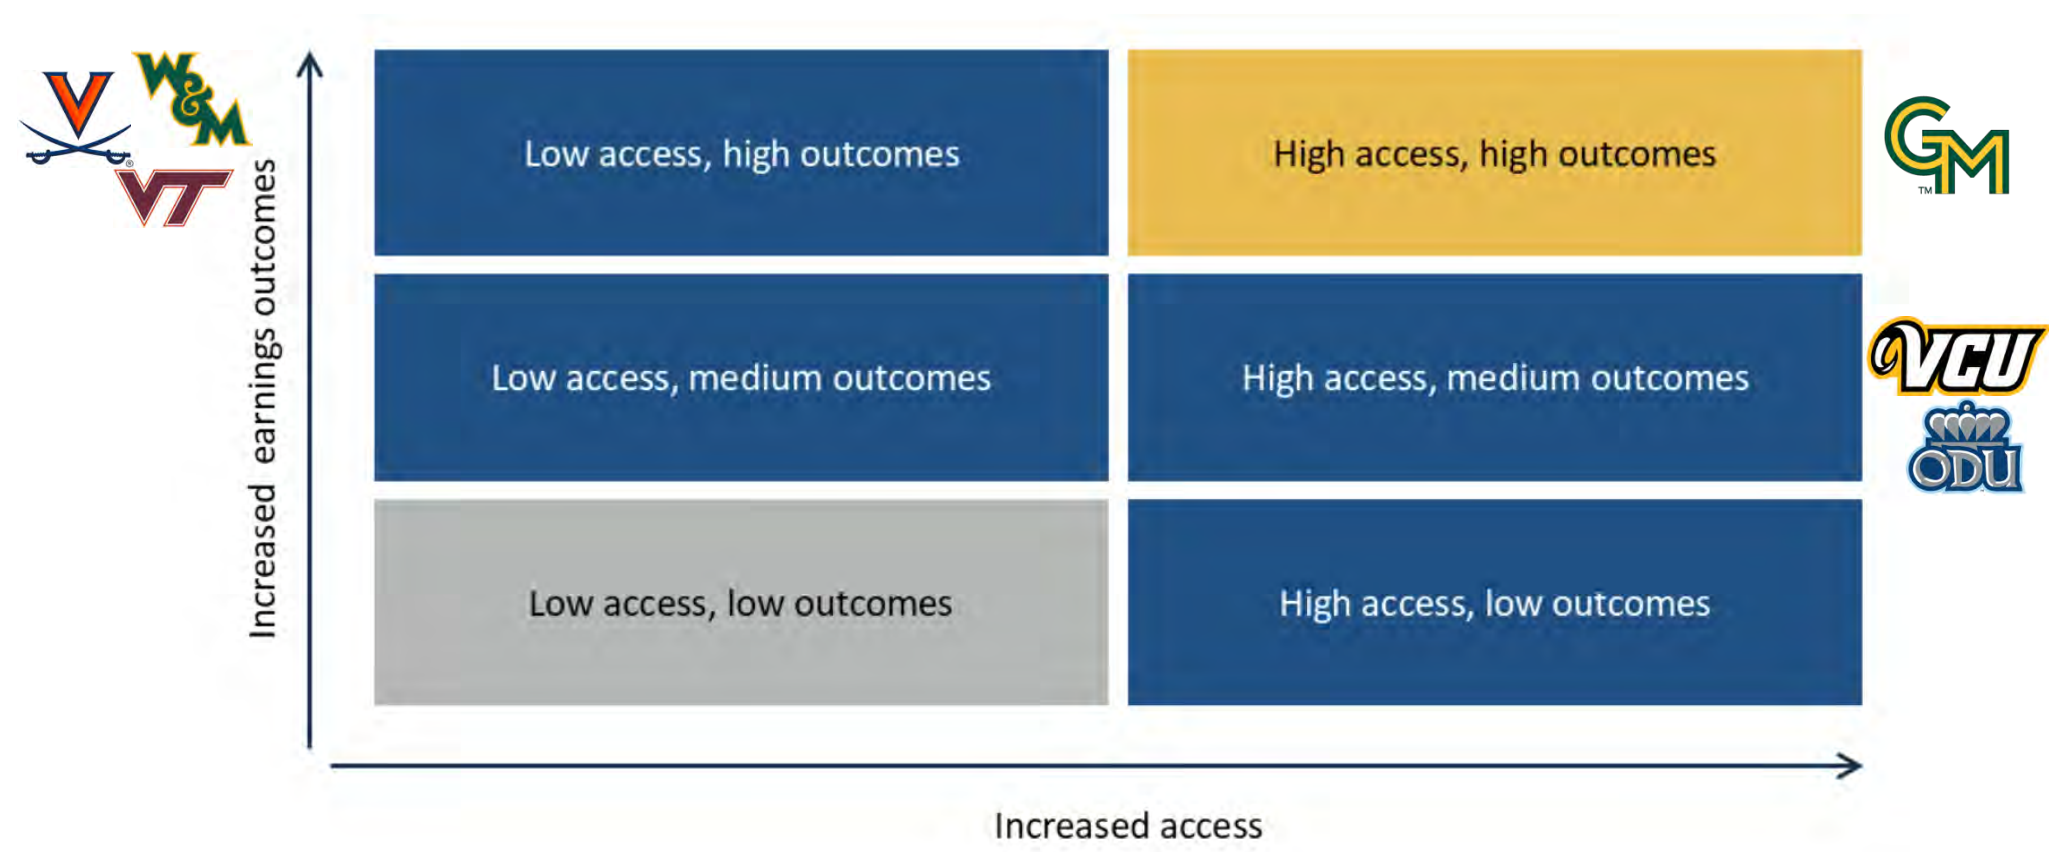 W&M
V
®
VT
Increased earnings outcomes
Low access, high outcomes
High access, high outcomes
GM
TM
Low access, medium outcomes
High access, medium outcomes
VCU
ODU
Low access, low outcomes
High access, low outcomes
Increased access